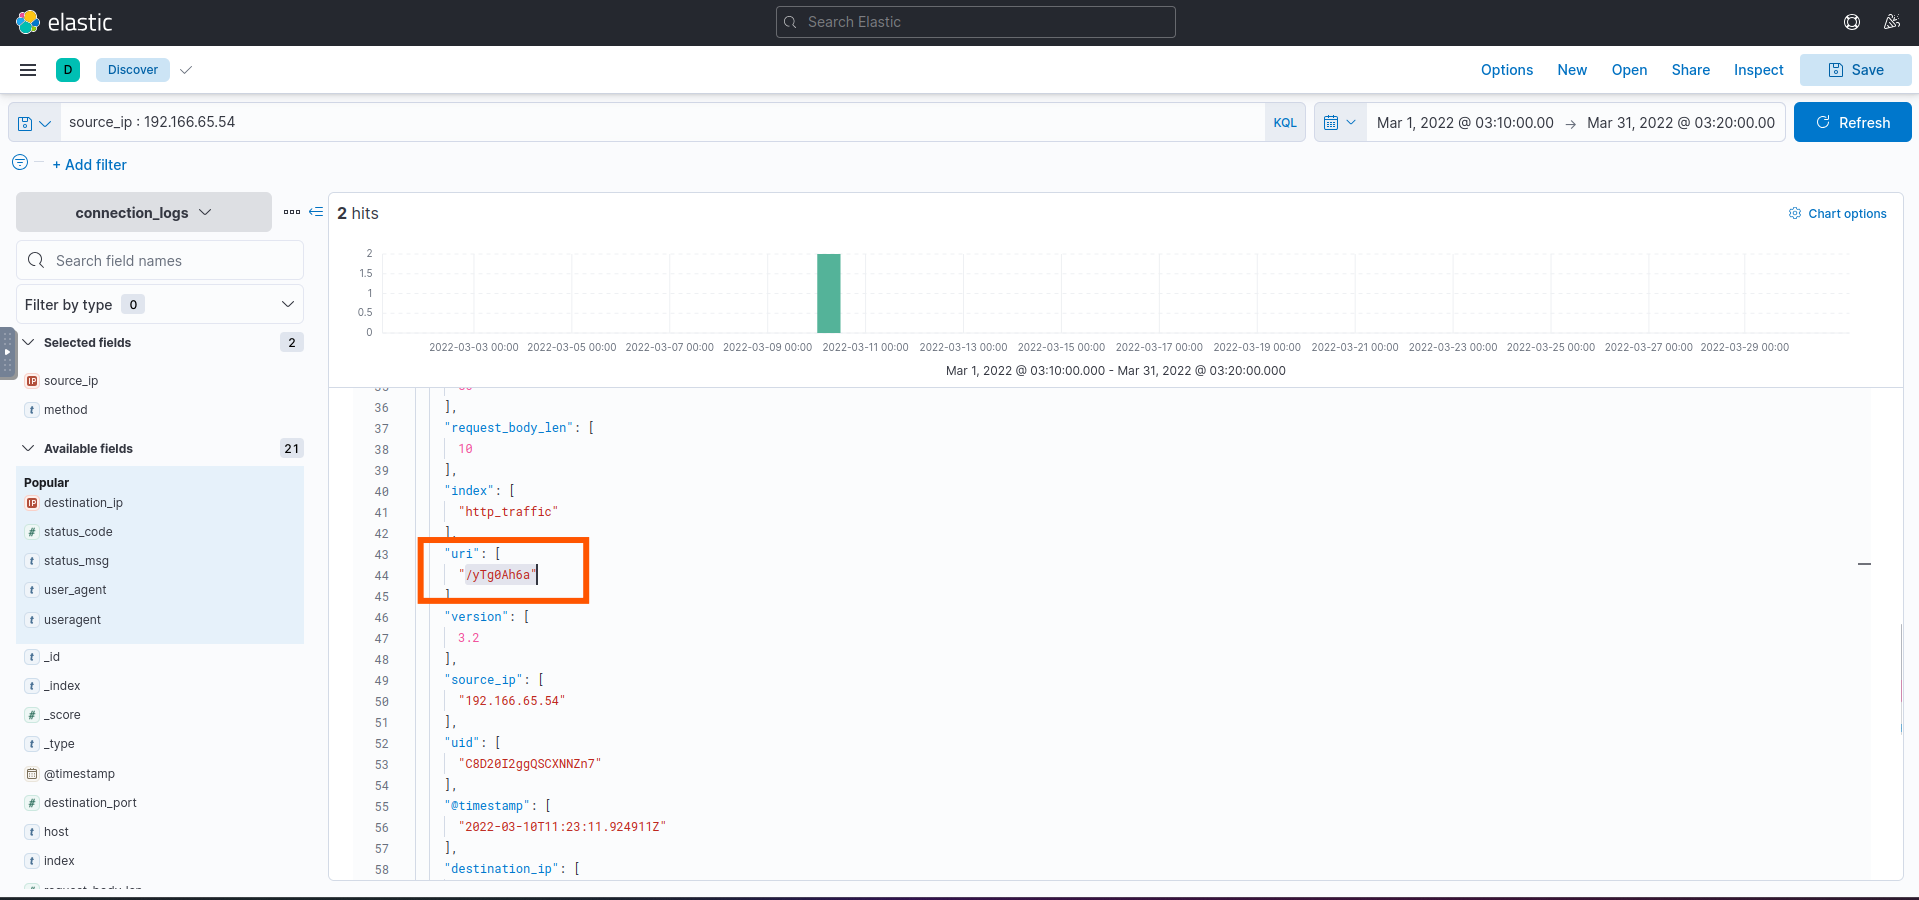 elastic
Search Elastic
D
Discover
Options
New
Open
Share
Inspect
Save
source_ip : 192.166.65.54
KQL
Mar 1, 2022 @ 03:10:00.00 → Mar 31, 2022 @ 03:20:00.00
Refresh
+ Add filter
connection_logs
Search field names
Filter by type 0
Selected fields 2
IP source_ip
t method
Available fields 21
Popular
IP destination_ip
# status_code
t status_msg
t user_agent
t useragent
t _id
t _index
# _score
t _type
@timestamp
# destination_port
t host
t index
2 hits
Chart options
2
1.5
1
0.5
0
2022-03-03 00:00 2022-03-05 00:00 2022-03-07 00:00 2022-03-09 00:00 2022-03-11 00:00 2022-03-13 00:00 2022-03-15 00:00 2022-03-17 00:00 2022-03-19 00:00 2022-03-21 00:00 2022-03-23 00:00 2022-03-25 00:00 2022-03-27 00:00 2022-03-29 00:00
Mar 1, 2022 @ 03:10:00.000 - Mar 31, 2022 @ 03:20:00.000
36 ],
37 "request_body_len": [
38 10
39 ],
40 "index": [
41 "http_traffic"
42 ],
43 "uri": [
44 "/yTg0Ah6a"
45 ]
46 "version": [
47 3.2
48 ],
49 "source_ip": [
50 "192.166.65.54"
51 ],
52 "uid": [
53 "C8D20I2ggQSCXNNZn7"
54 ],
55 "@timestamp": [
56 "2022-03-10T11:23:11.924911Z"
57 ],
58 "destination_ip": [